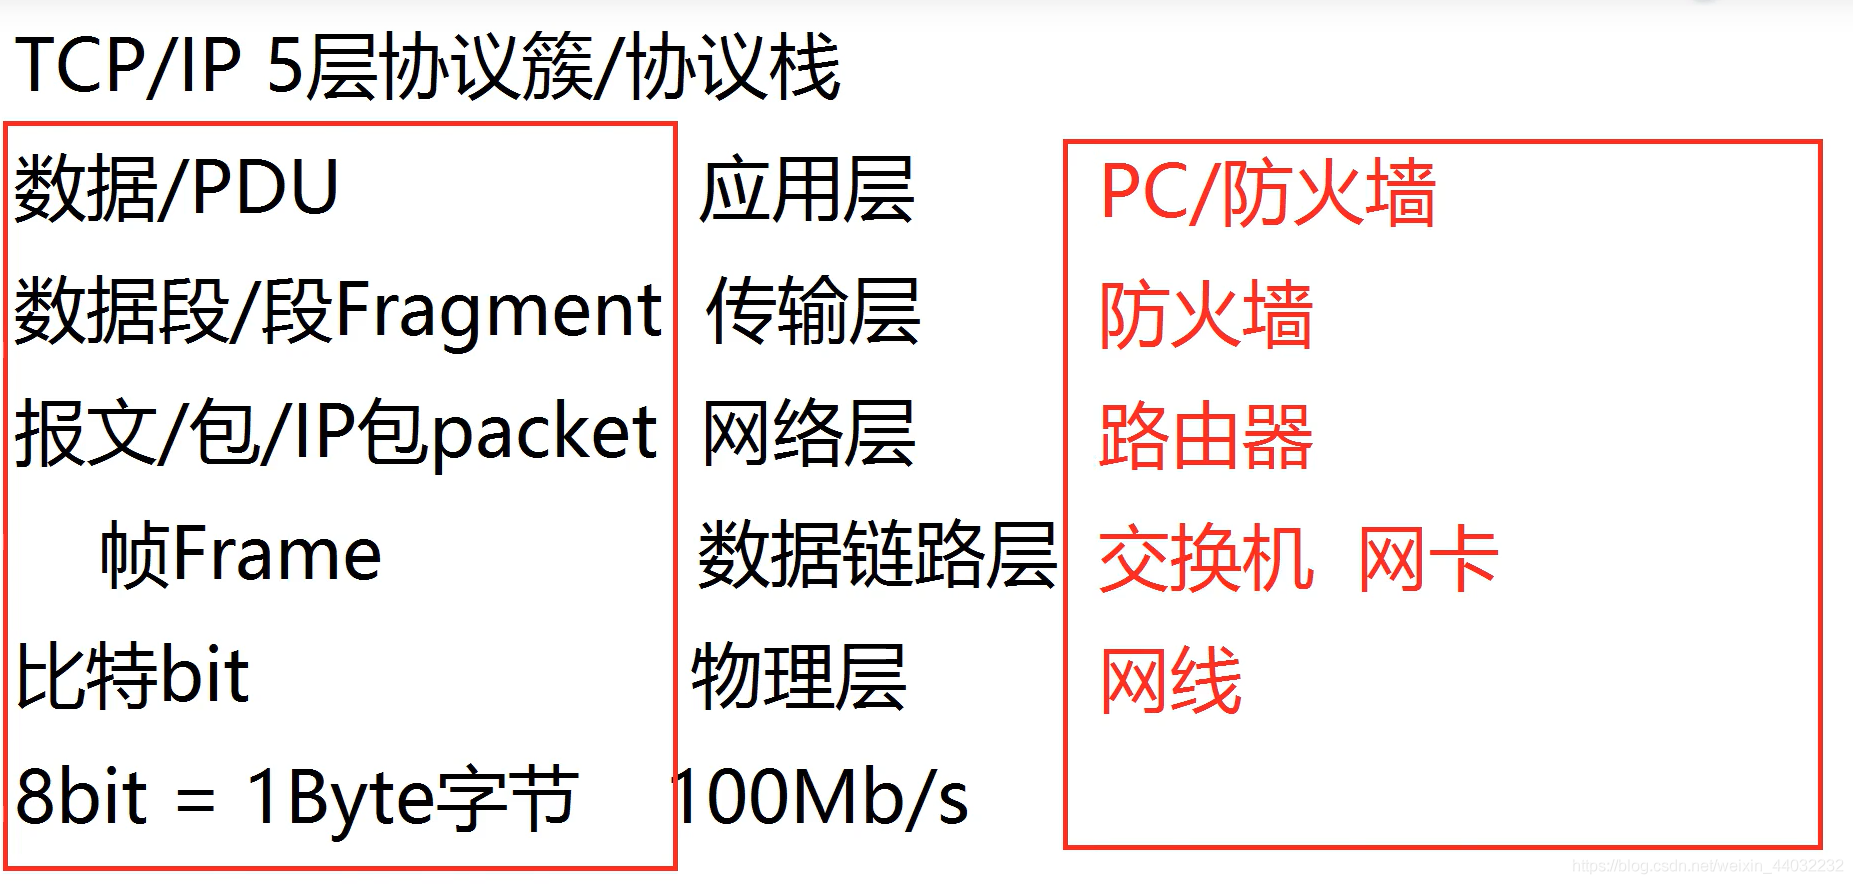 TCP/IP 5层协议簇/协议栈
数据/PDU 应用层 PC/防火墙
数据段/段Fragment 传输层 防火墙
报文/包/IP包packet 网络层 路由器
帧Frame 数据链路层 交换机 网卡
比特bit 物理层 网线
8bit = 1Byte字节 100Mb/s
https://blog.csdn.net/weixin_44032232